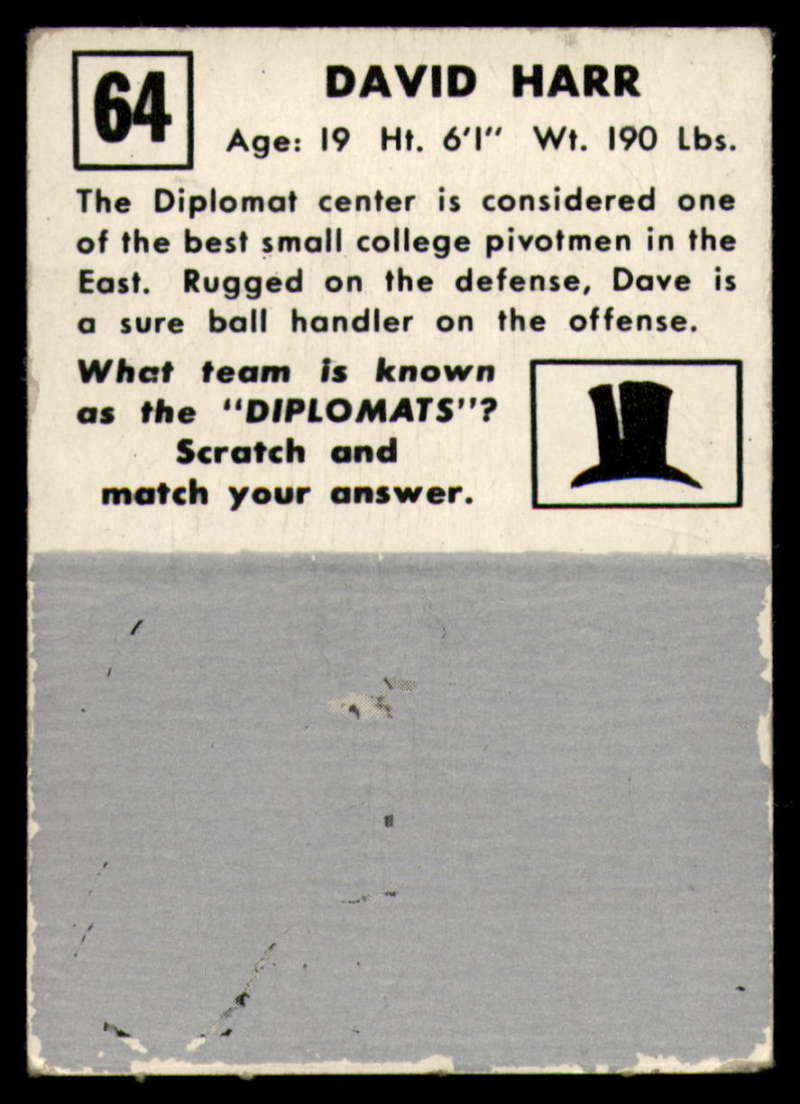 64
DAVID HARR
Age: 19 Ht. 6'1" Wt. 190 Lbs.
The Diplomat center is considered one
of the best small college pivotmen in the
East. Rugged on the defense, Dave is
a sure ball handler on the offense.
What team is known
as the "DIPLOMATS"?
Scratch and
match your answer.